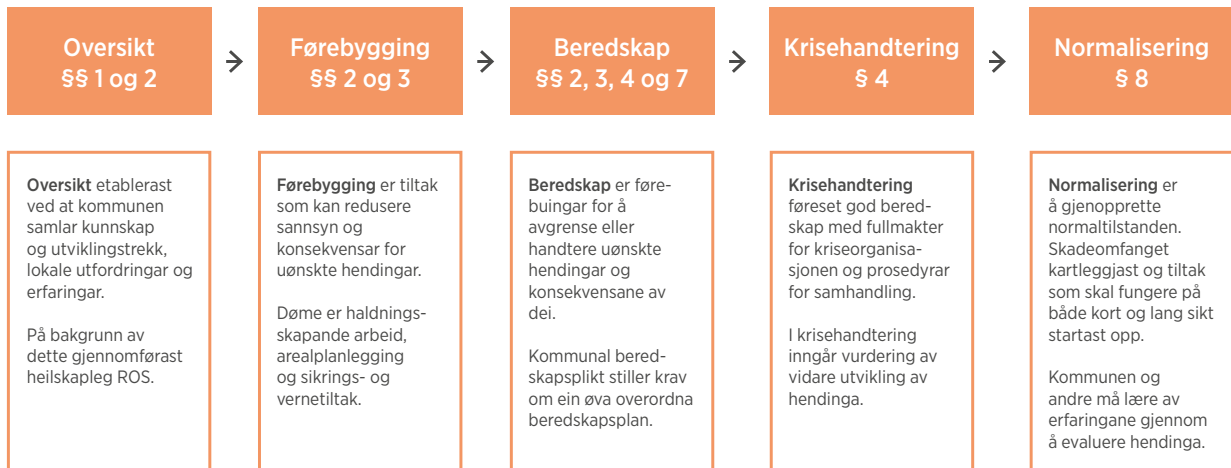 Oversikt
§§ 1 og 2
Førebygging
§§ 2 og 3
Beredskap
§§ 2, 3, 4 og 7
Krisehandtering
§ 4
Normalisering
§ 8
Oversikt etablerast
ved at kommunen
samlar kunnskap
og utviklingstrekk,
lokale utfordringar og
erfaringar.
På bakgrunn av
dette gjennomførast
heilskapleg ROS.
Førebygging er tiltak
som kan redusere
sannsyn og
konsekvensar for
uønskte hendingar.
Døme er haldnings-
skapande arbeid,
arealplanlegging
og sikrings- og
vernetiltak.
Beredskap er føre-
buingar for å
avgrense eller
handtere uønskte
hendingar og
konsekvensane av
dei.
Kommunal bered-
skapsplikt stiller krav
om ein øva overordna
beredskapsplan.
Krisehandtering
føreset god bered-
skap med fullmakter
for kriseorganisa-
sjonen og prosedyrar
for samhandling.
I krisehandtering
inngår vurdering av
vidare utvikling av
hendinga.
Normalisering er
å gjenopprette
normaltilstanden.
Skadeomfanget
kartleggjast og tiltak
som skal fungere på
både kort og lang sikt
startast opp.
Kommunen og
andre må lære av
erfaringane gjennom
å evaluere hendinga.